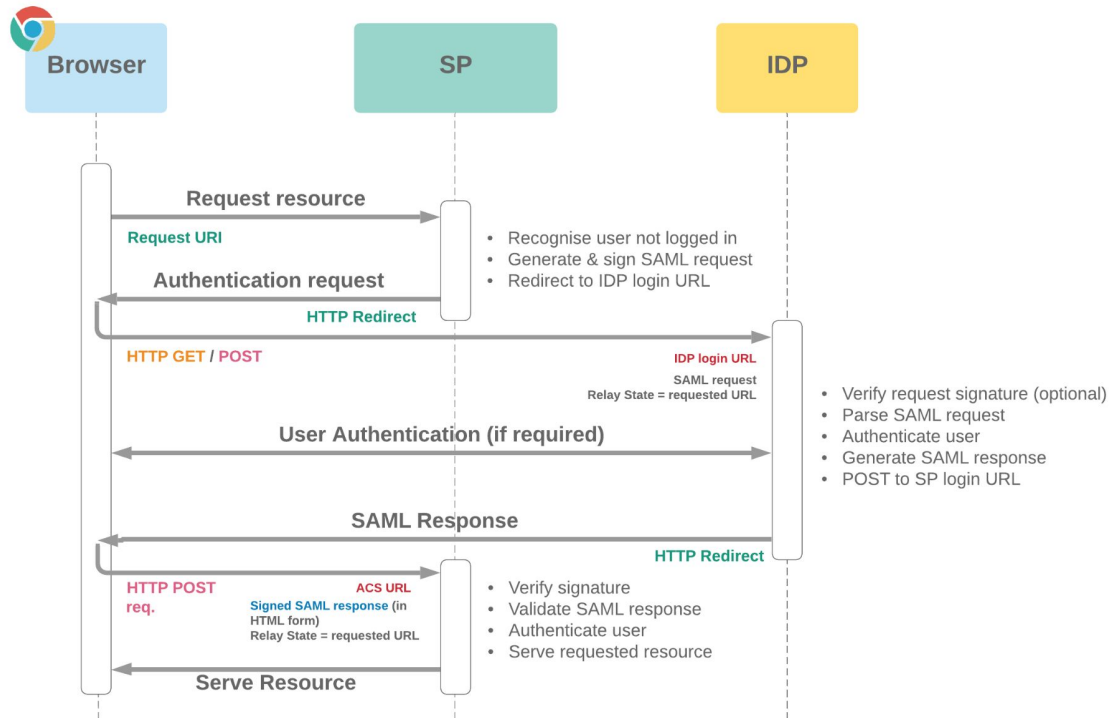 Browser
SP
IDP
Request resource
Request URI
• Recognise user not logged in
• Generate & sign SAML request
• Redirect to IDP login URL
Authentication request
HTTP Redirect
HTTP GET / POST
IDP login URL
SAML request
Relay State = requested URL
• Verify request signature (optional)
• Parse SAML request
• Authenticate user
• Generate SAML response
• POST to SP login URL
User Authentication (if required)
SAML Response
HTTP Redirect
HTTP POST
req.
ACS URL
Signed SAML response (in
HTML form)
Relay State = requested URL
• Verify signature
• Validate SAML response
• Authenticate user
• Serve requested resource
Serve Resource